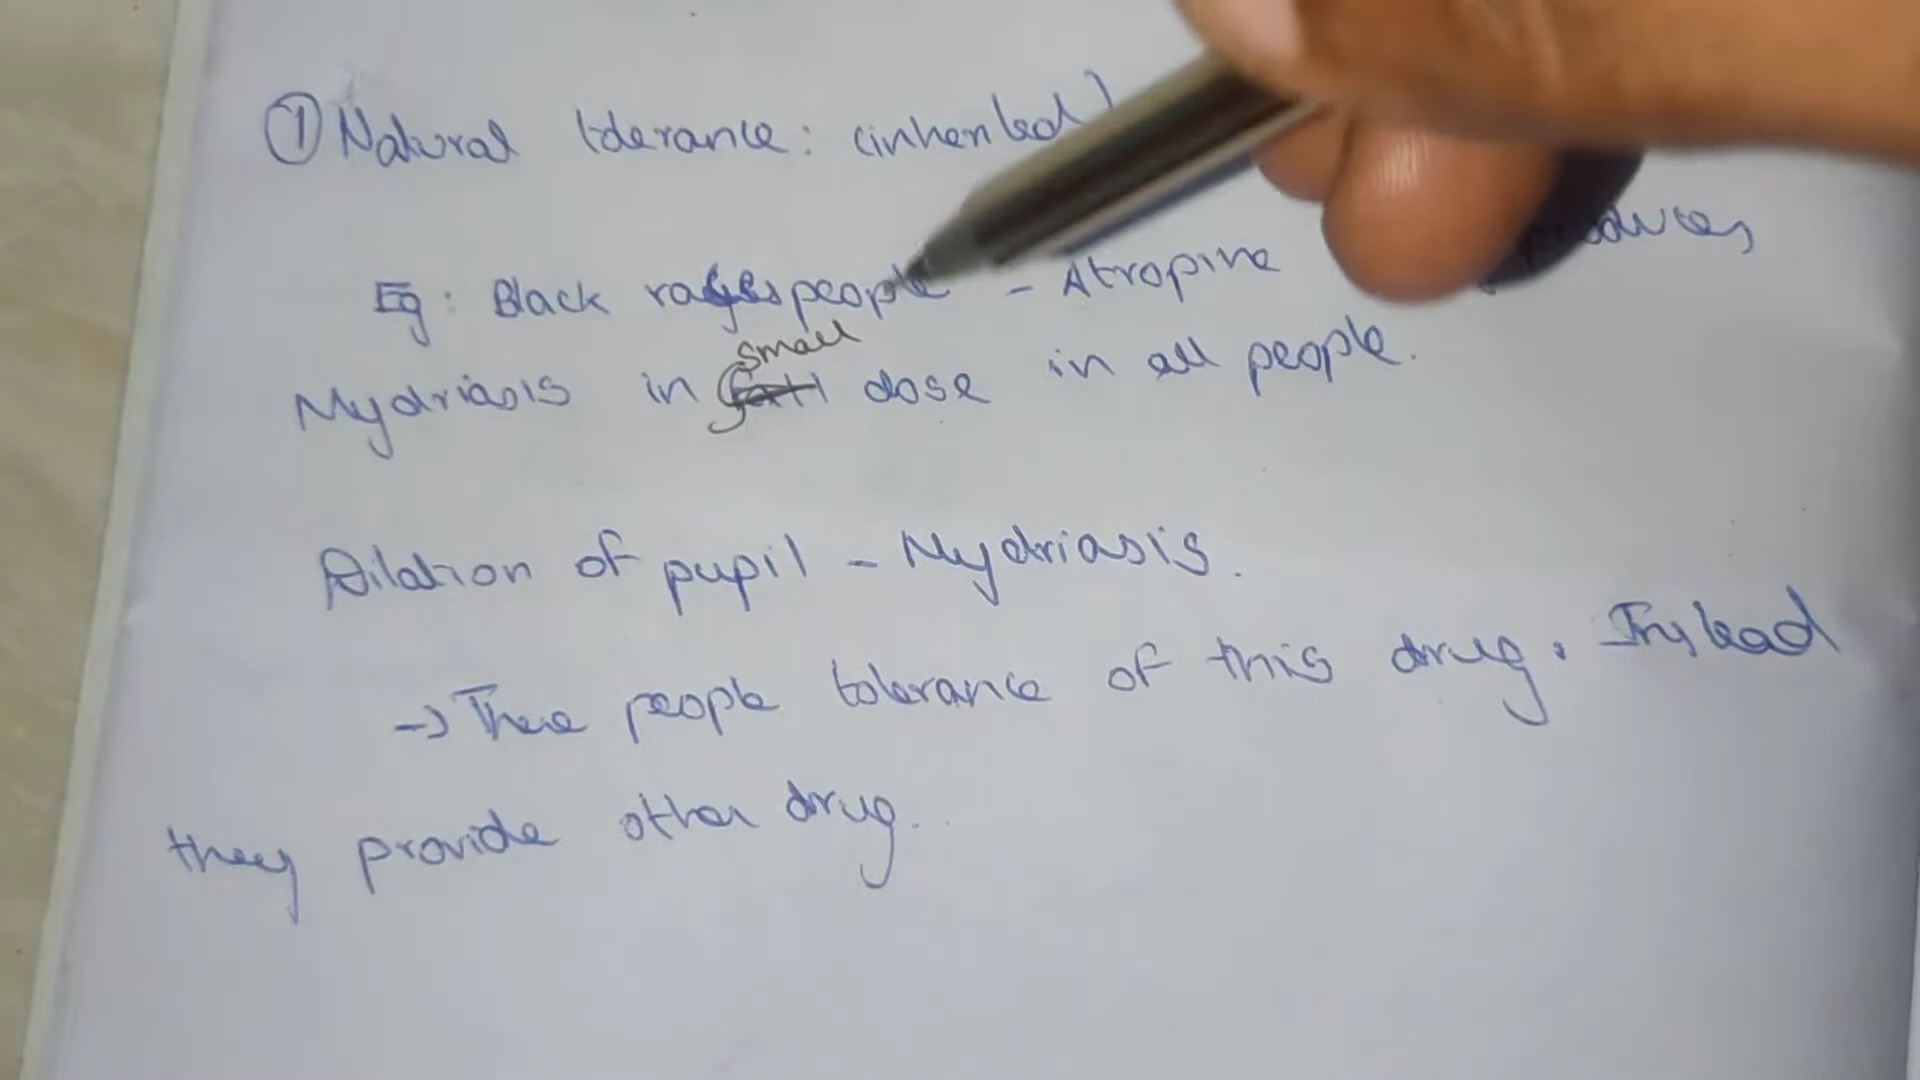 ① Natural tolerance: (inherited)
Eg: Black races people - Atropine produces
Mydriasis in small dose in all people.
Dilation of pupil - Mydriasis.
→ These people tolerance of this drug. Instead
they provide other drug.